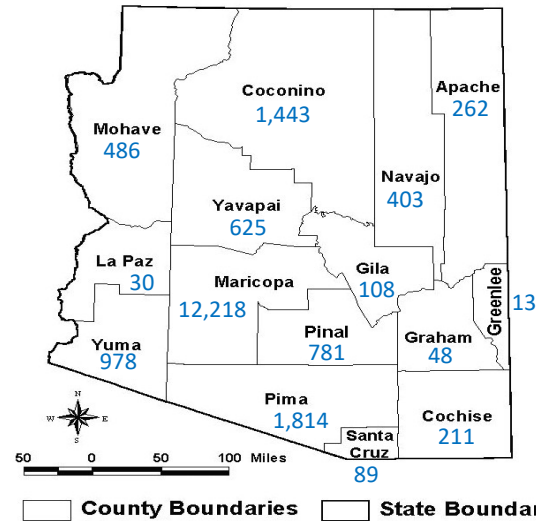 Coconino
1,443
Apache
262
Mohave
486
Navajo
403
Yavapai
625
La Paz
30
Maricopa
12,218
Gila
108
Greenlee
13
Yuma
978
Pinal
781
Graham
48
Pima
1,814
Cochise
211
Santa
Cruz
89
N
W E
S
50 0 50 100 Miles
County Boundaries State Boundar